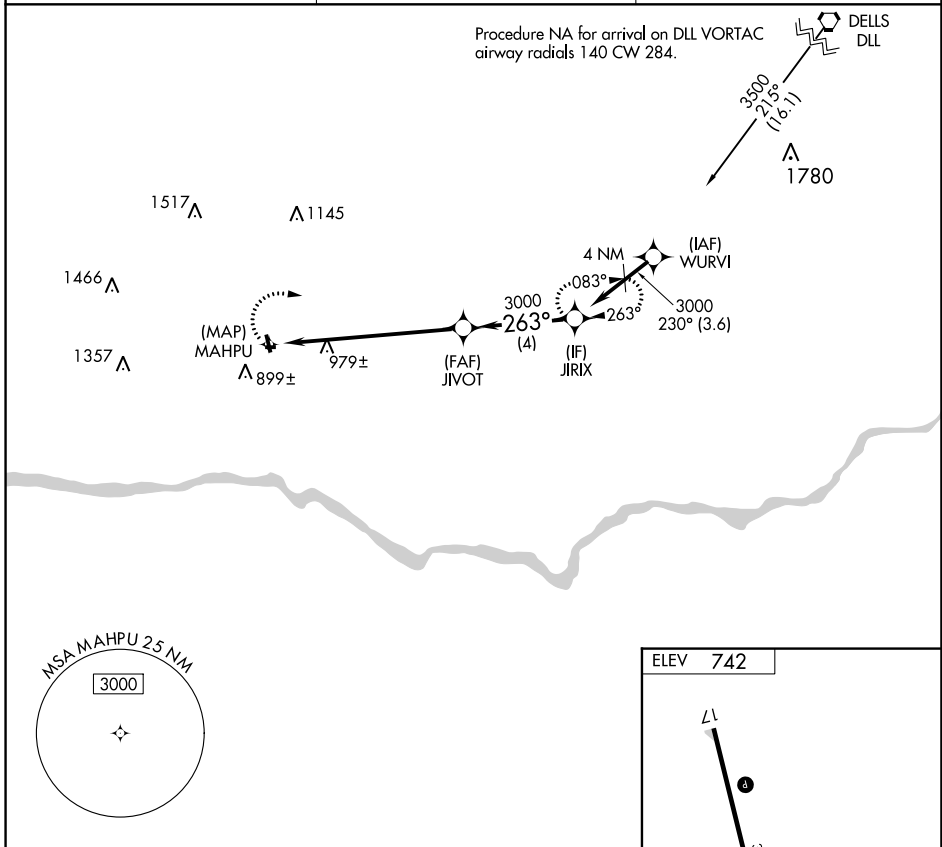 Procedure NA for arrival on DLL VORTAC
airway radials 140 CW 284.
DELLS
DLL
3500
215°
(16.1)
1780
1517
1145
1466
1357
(MAP)
MAHPU
899±
979±
(FAF)
JIVOT
3000
263°
(4)
4 NM
083°
263°
(IF)
JIRIX
(IAF)
WURVI
3000
230° (3.6)
MSA MAHPU 25 NM
3000
ELEV 742
17
P